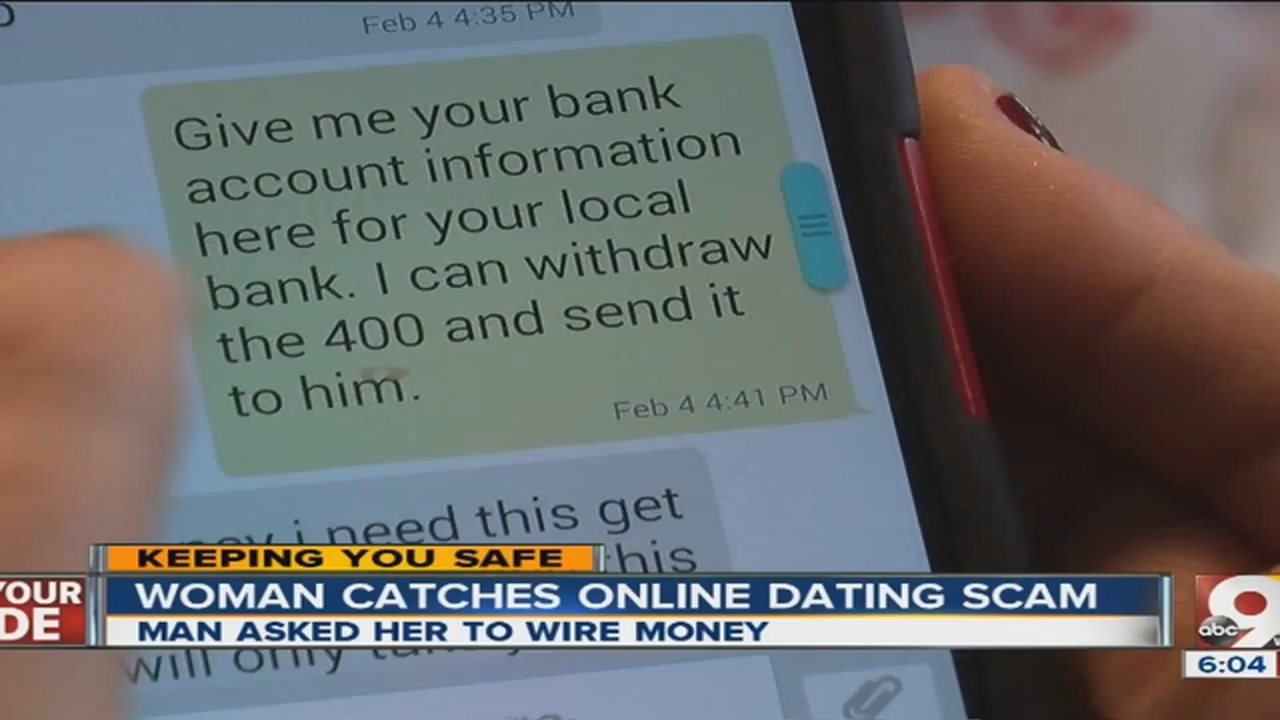 Feb 4 4:35 PM
Give me your bank
account information
here for your local
bank. I can withdraw
the 400 and send it
to him.
Feb 4 4:41 PM
i need this get
this
KEEPING YOU SAFE
YOUR
WOMAN CATCHES ONLINE DATING SCAM
DE
MAN ASKED HER TO WIRE MONEY
abc 9
will only
6:04